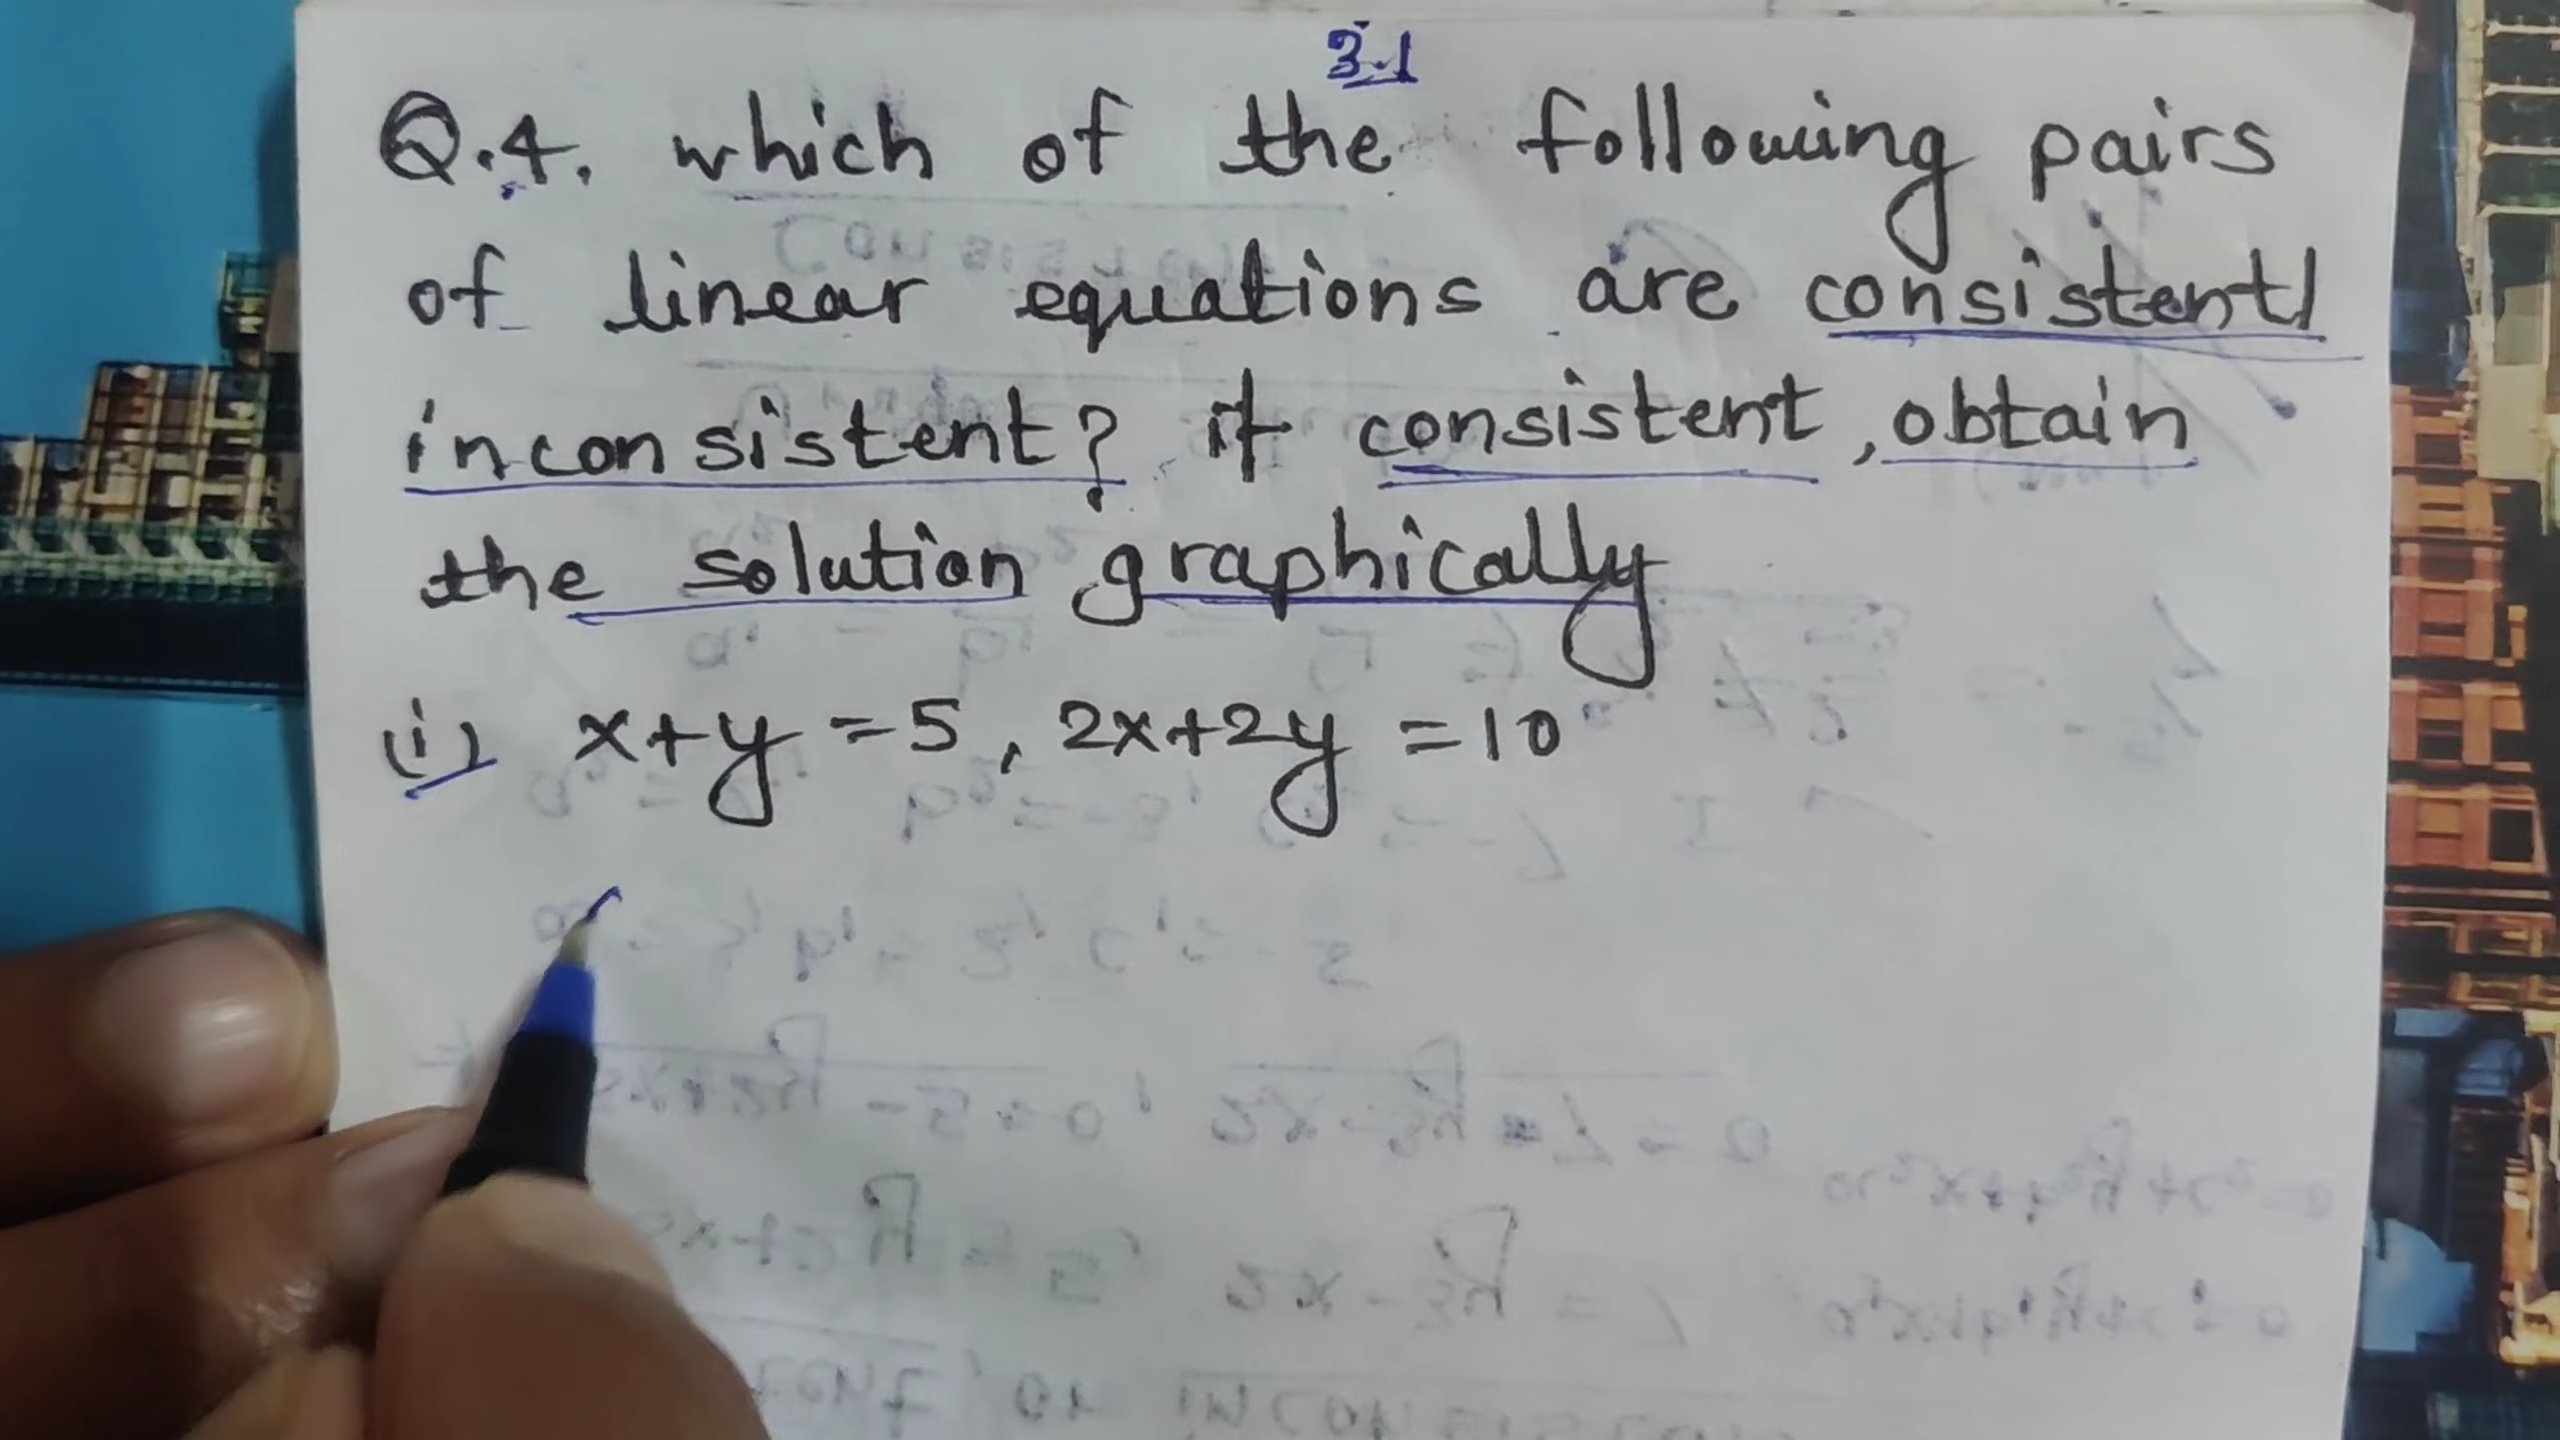 3.1
Q.4. which of the following pairs
of linear equations are consistent/
inconsistent? if consistent, obtain
the solution graphically
(i) x+y=5, 2x+2y=10